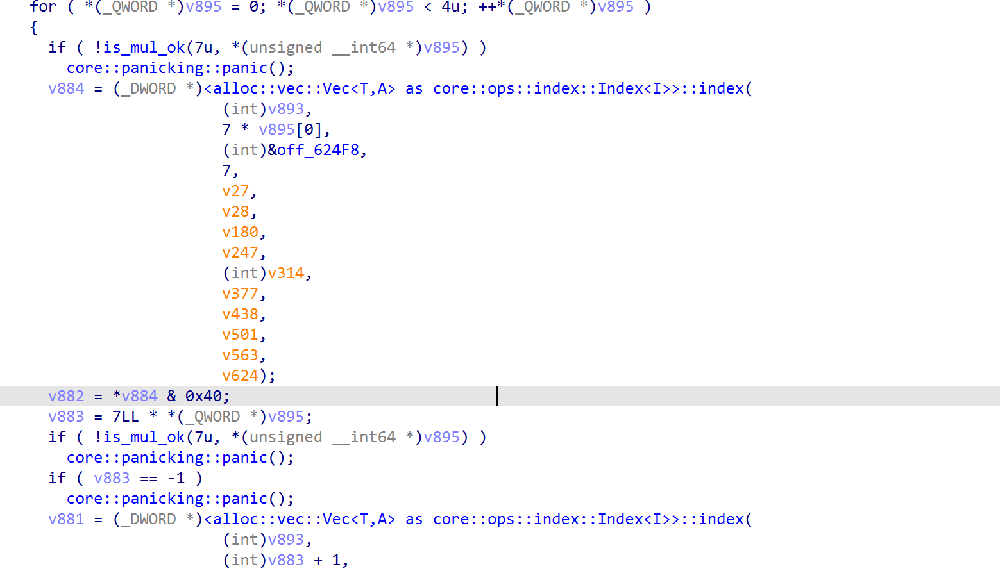 for ( *(_QWORD *)v895 = 0; *(_QWORD *)v895 < 4u; ++*(_QWORD *)v895 )
{
if ( !is_mul_ok(7u, *(unsigned __int64 *)v895) )
core::panicking::panic();
v884 = (_DWORD *)<alloc::vec::Vec<T,A> as core::ops::index::Index<I>>::index(
(int)v893,
7 * v895[0],
(int)&off_624F8,
7,
v27,
v28,
v180,
v247,
(int)v314,
v377,
v438,
v501,
v563,
v624);
v882 = *v884 & 0x40;
v883 = 7LL * *(_QWORD *)v895;
if ( !is_mul_ok(7u, *(unsigned __int64 *)v895) )
core::panicking::panic();
if ( v883 == -1 )
core::panicking::panic();
v881 = (_DWORD *)<alloc::vec::Vec<T,A> as core::ops::index::Index<I>>::index(
(int)v893,
(int)v883 + 1,